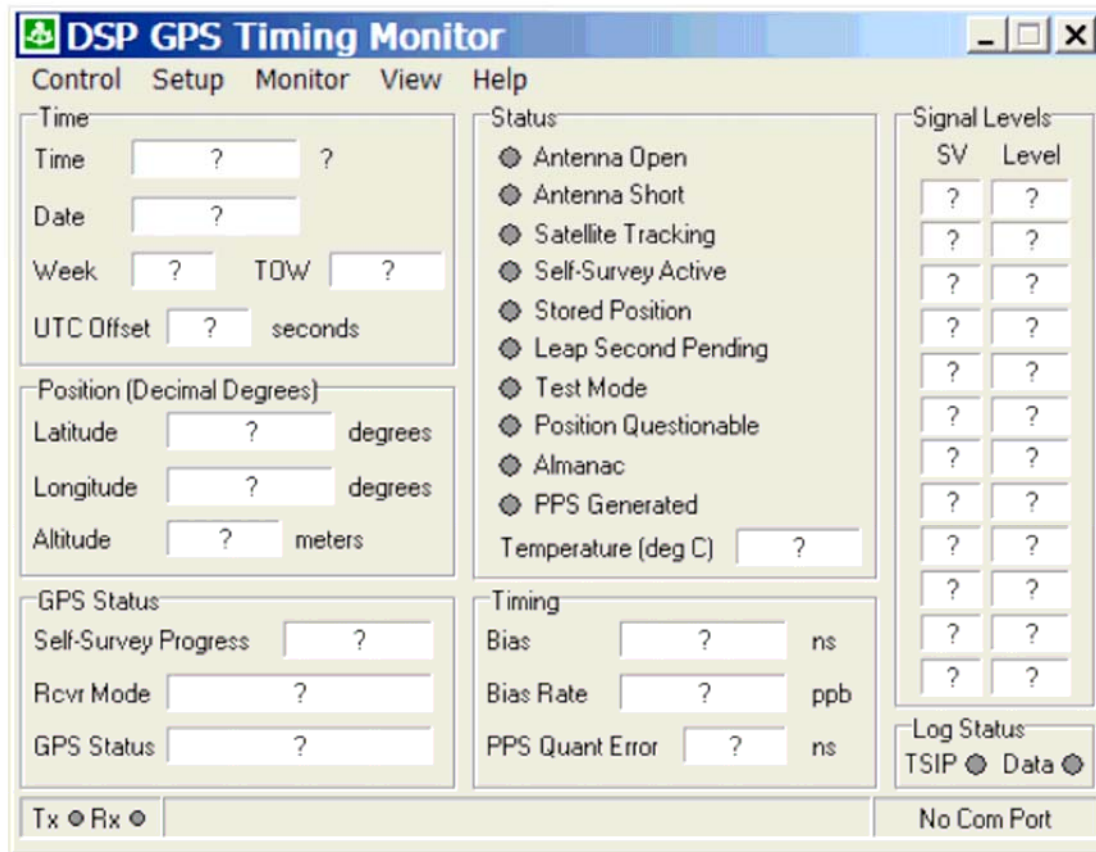 DSP GPS Timing Monitor
Control Setup Monitor View Help
Time
Time ? ?
Date ?
Week ? TOW ?
UTC Offset ? seconds
Position (Decimal Degrees)
Latitude ? degrees
Longitude ? degrees
Altitude ? meters
GPS Status
Self-Survey Progress ?
Rcvr Mode ?
GPS Status ?
Status
Antenna Open
Antenna Short
Satellite Tracking
Self-Survey Active
Stored Position
Leap Second Pending
Test Mode
Position Questionable
Almanac
PPS Generated
Temperature (deg C) ?
Timing
Bias ? ns
Bias Rate ? ppb
PPS Quant Error ? ns
Signal Levels
SV Level
? ?
? ?
? ?
? ?
? ?
? ?
? ?
? ?
? ?
? ?
? ?
? ?
Log Status
TSIP Data
Tx Rx
No Com Port